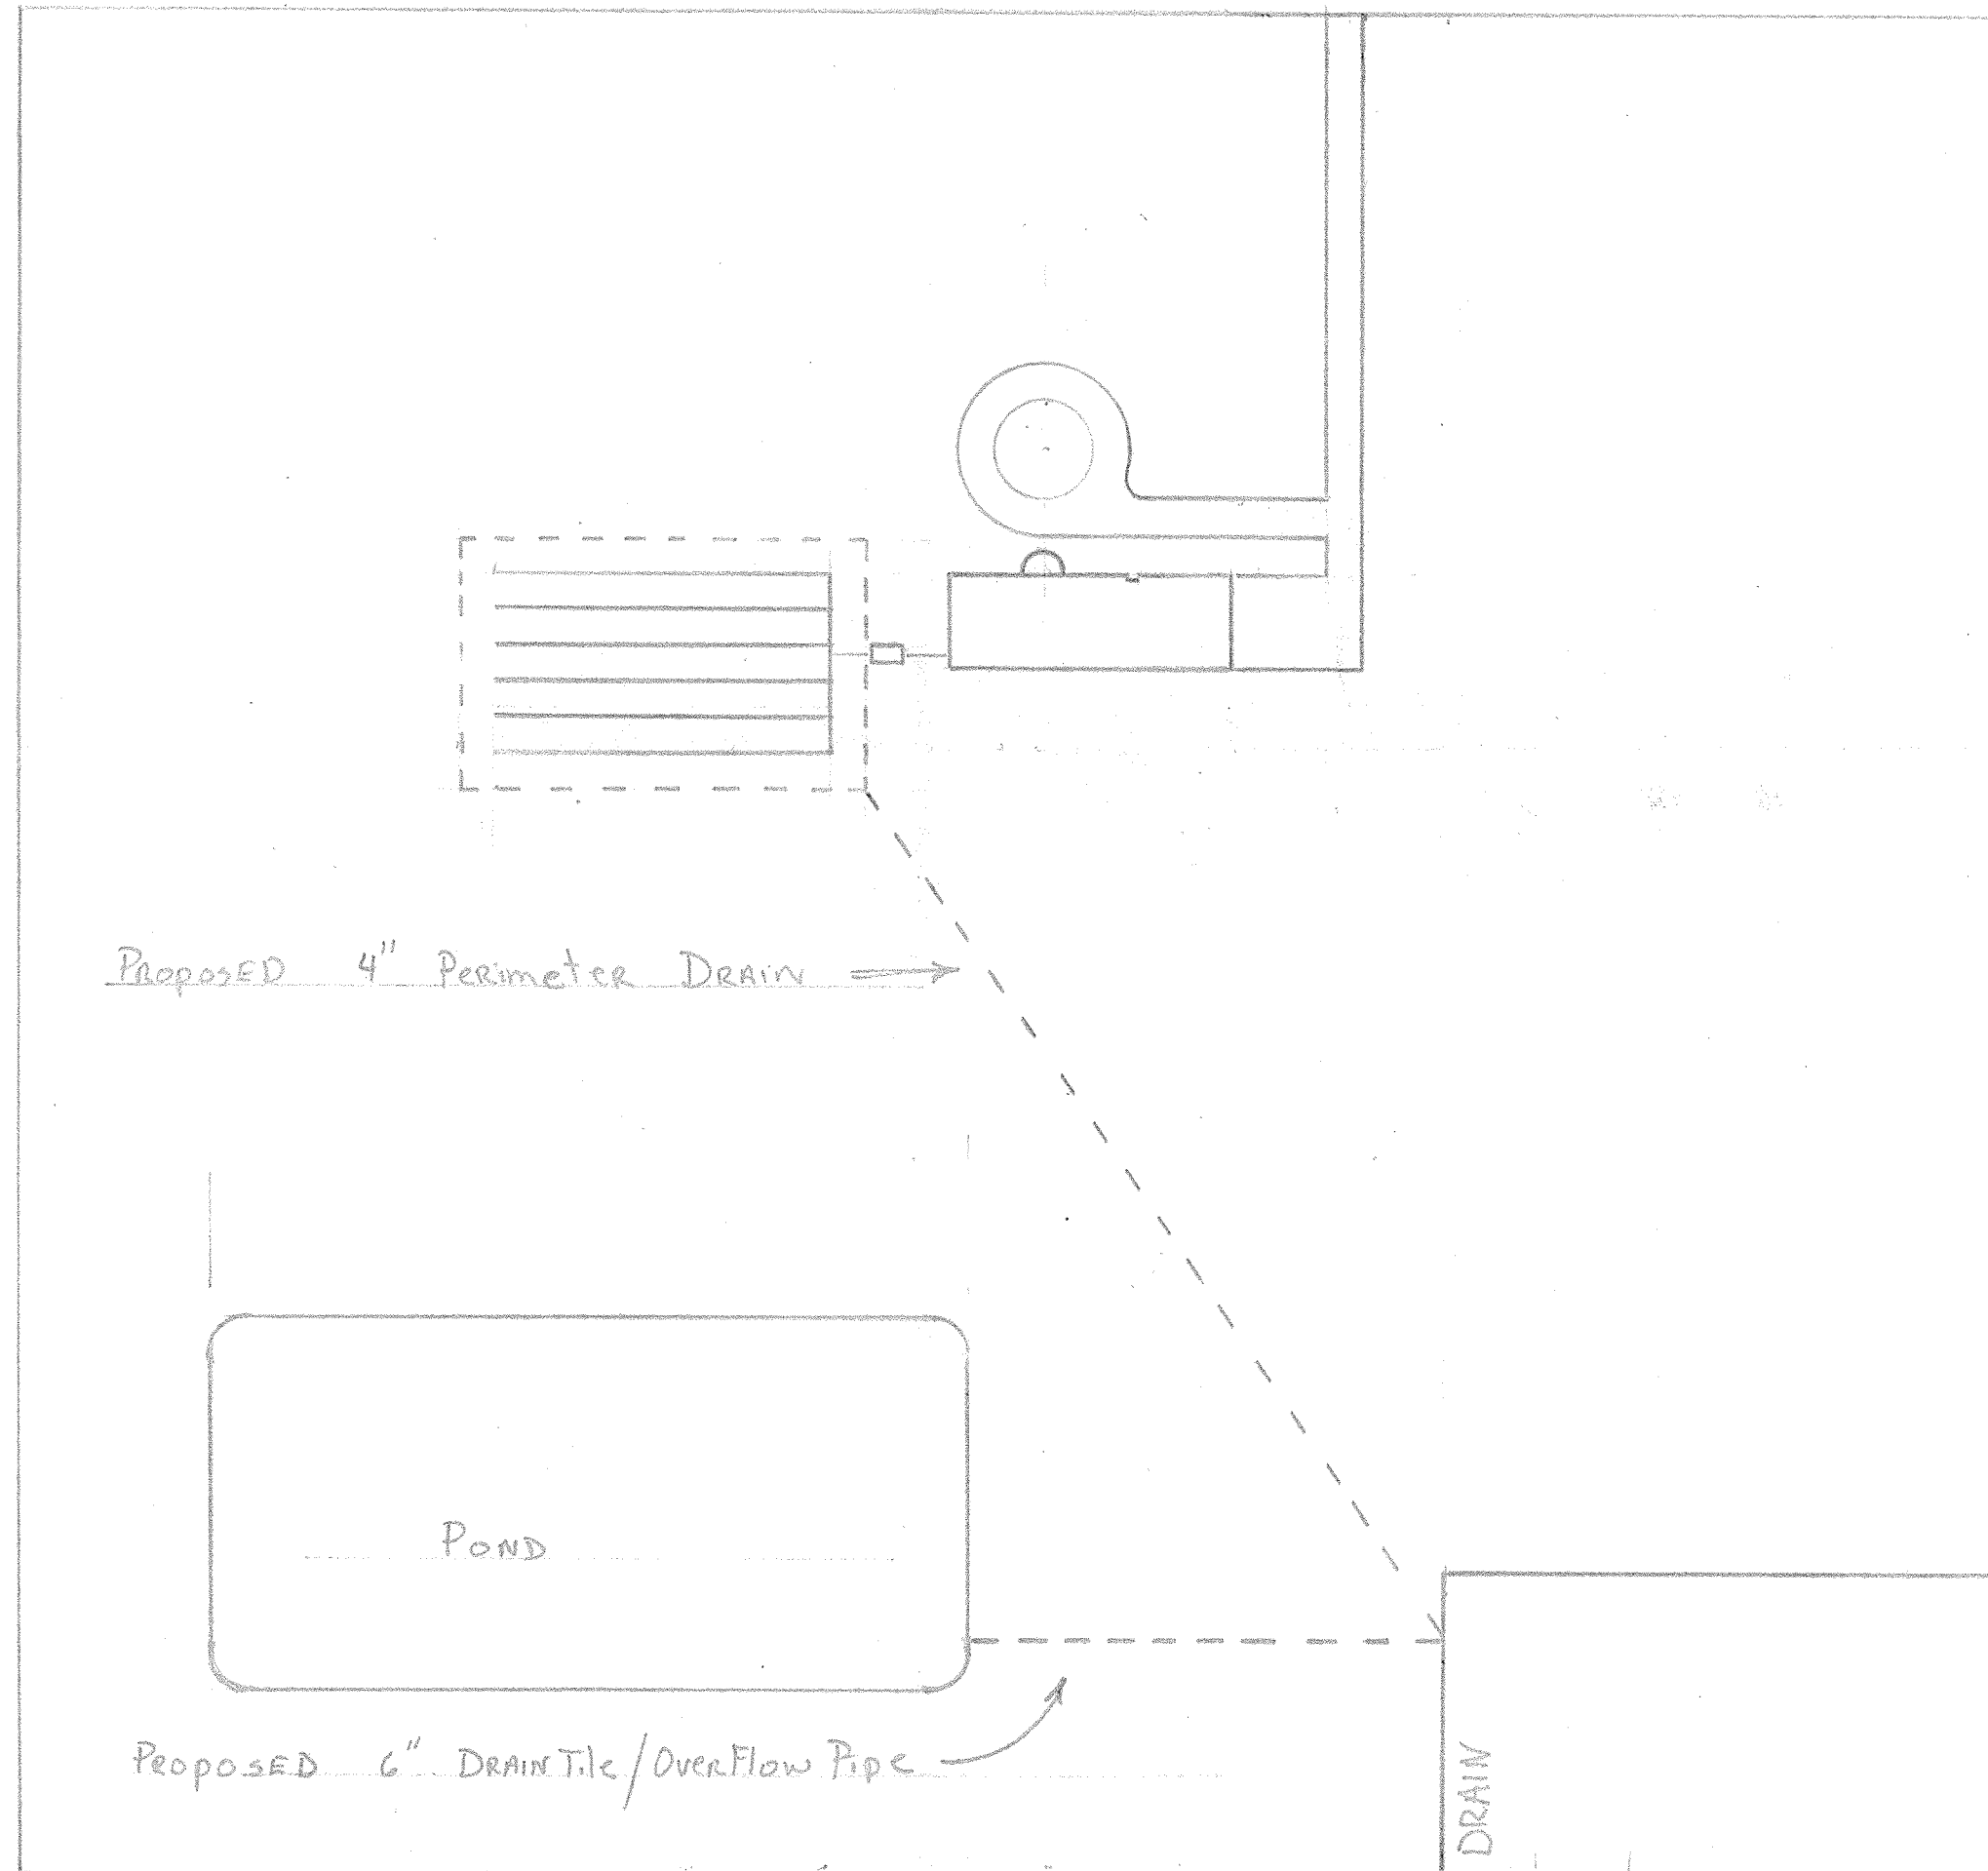 PROPOSED 4" PERIMETER DRAIN
POND
PROPOSED 6" DRAIN TILE/OVERFLOW PIPE
DRAIN